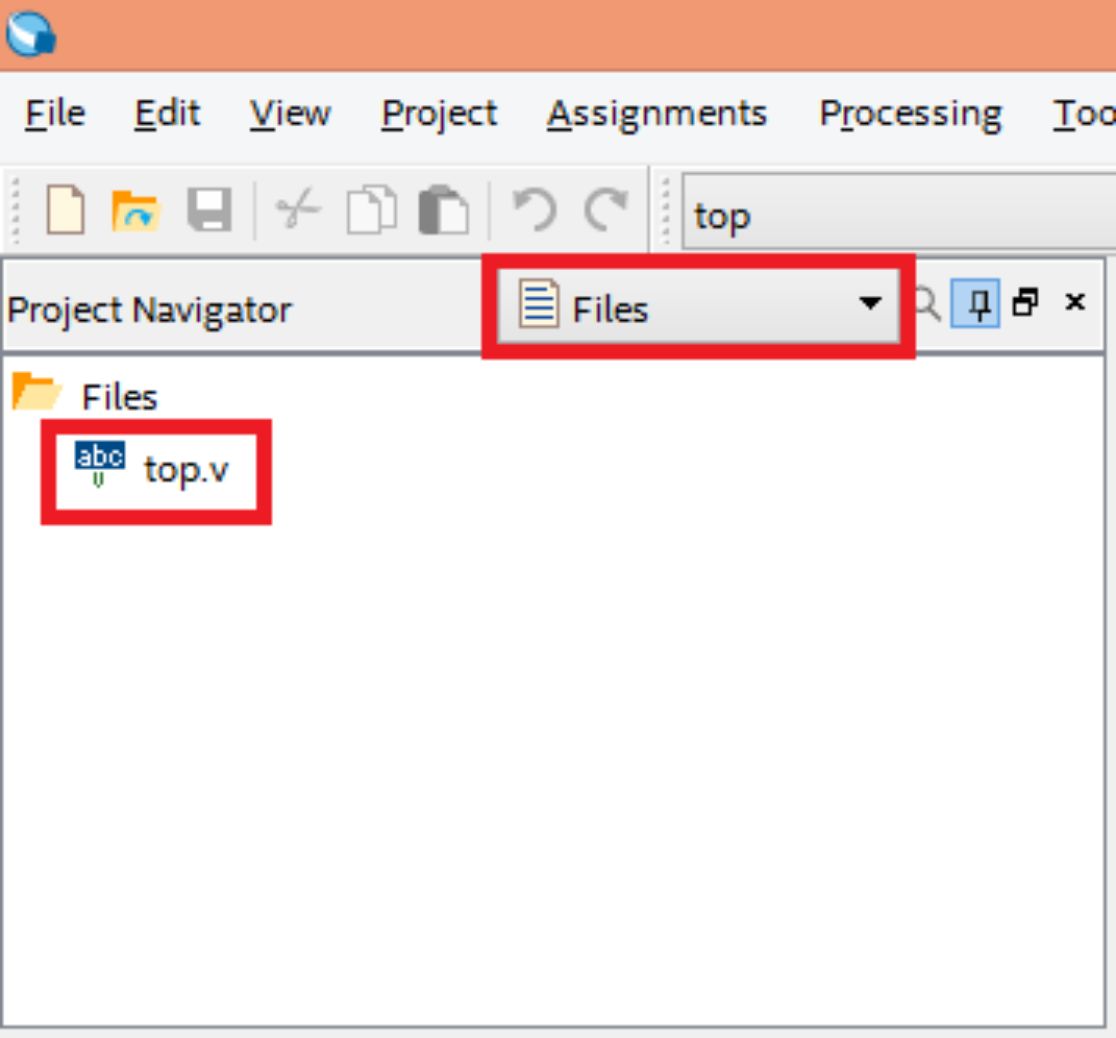 File Edit View Project Assignments Processing Too
top
Project Navigator Files
Files
abc top.v